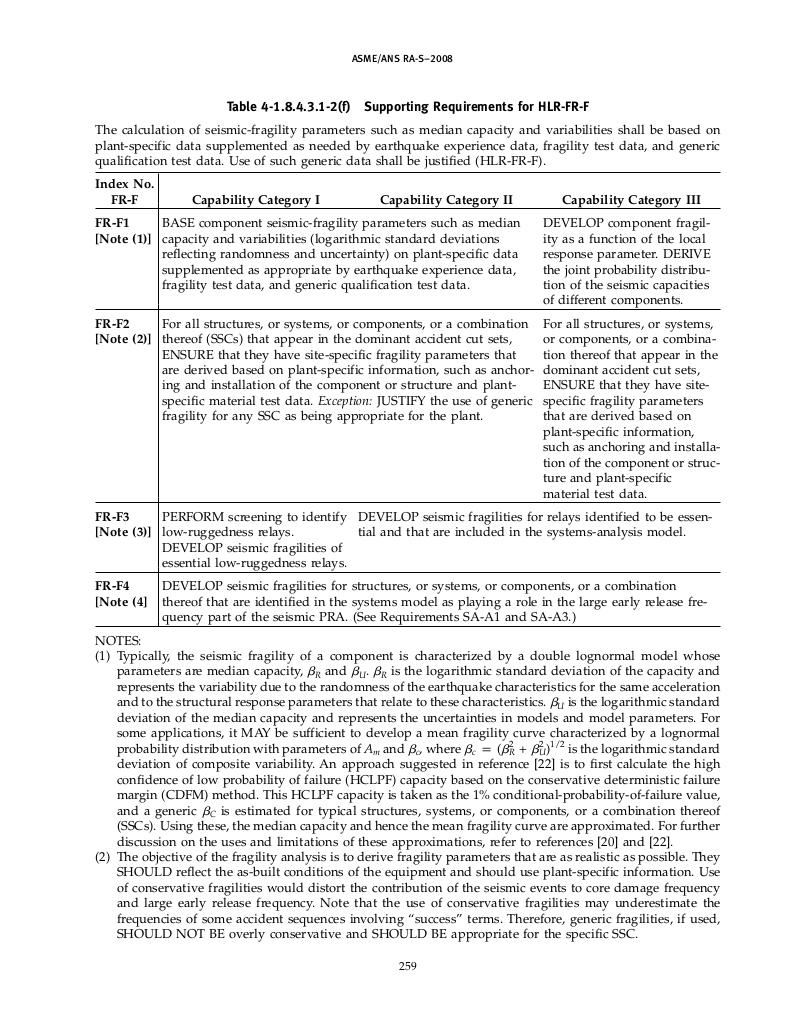 ASME/ANS RA-S–2008
Table 4-1.8.4.3.1-2(f) Supporting Requirements for HLR-FR-F
The calculation of seismic-fragility parameters such as median capacity and variabilities shall be based on
plant-specific data supplemented as needed by earthquake experience data, fragility test data, and generic
qualification test data. Use of such generic data shall be justified (HLR-FR-F).
Index No.
FR-F Capability Category I Capability Category II Capability Category III
FR-F1
[Note (1)]
BASE component seismic-fragility parameters such as median
capacity and variabilities (logarithmic standard deviations
reflecting randomness and uncertainty) on plant-specific data
supplemented as appropriate by earthquake experience data,
fragility test data, and generic qualification test data.
DEVELOP component fragil-
ity as a function of the local
response parameter. DERIVE
the joint probability distribu-
tion of the seismic capacities
of different components.
FR-F2
[Note (2)]
For all structures, or systems, or components, or a combination
thereof (SSCs) that appear in the dominant accident cut sets,
ENSURE that they have site-specific fragility parameters that
are derived based on plant-specific information, such as anchor-
ing and installation of the component or structure and plant-
specific material test data. Exception: JUSTIFY the use of generic
fragility for any SSC as being appropriate for the plant.
For all structures, or systems,
or components, or a combina-
tion thereof that appear in the
dominant accident cut sets,
ENSURE that they have site-
specific fragility parameters
that are derived based on
plant-specific information,
such as anchoring and installa-
tion of the component or struc-
ture and plant-specific
material test data.
FR-F3
[Note (3)]
PERFORM screening to identify
low-ruggedness relays.
DEVELOP seismic fragilities of
essential low-ruggedness relays.
DEVELOP seismic fragilities for relays identified to be essen-
tial and that are included in the systems-analysis model.
FR-F4
[Note (4]
DEVELOP seismic fragilities for structures, or systems, or components, or a combination
thereof that are identified in the systems model as playing a role in the large early release fre-
quency part of the seismic PRA. (See Requirements SA-A1 and SA-A3.)
NOTES:
(1) Typically, the seismic fragility of a component is characterized by a double lognormal model whose
parameters are median capacity, βR and βU. βR is the logarithmic standard deviation of the capacity and
represents the variability due to the randomness of the earthquake characteristics for the same acceleration
and to the structural response parameters that relate to these characteristics. βU is the logarithmic standard
deviation of the median capacity and represents the uncertainties in models and model parameters. For
some applications, it MAY be sufficient to develop a mean fragility curve characterized by a lognormal
probability distribution with parameters of Am and βc, where βc = (βR² + βU²)^1/2 is the logarithmic standard
deviation of composite variability. An approach suggested in reference [22] is to first calculate the high
confidence of low probability of failure (HCLPF) capacity based on the conservative deterministic failure
margin (CDFM) method. This HCLPF capacity is taken as the 1% conditional-probability-of-failure value,
and a generic βC is estimated for typical structures, systems, or components, or a combination thereof
(SSCs). Using these, the median capacity and hence the mean fragility curve are approximated. For further
discussion on the uses and limitations of these approximations, refer to references [20] and [22].
(2) The objective of the fragility analysis is to derive fragility parameters that are as realistic as possible. They
SHOULD reflect the as-built conditions of the equipment and should use plant-specific information. Use
of conservative fragilities would distort the contribution of the seismic events to core damage frequency
and large early release frequency. Note that the use of conservative fragilities may underestimate the
frequencies of some accident sequences involving “success” terms. Therefore, generic fragilities, if used,
SHOULD NOT BE overly conservative and SHOULD BE appropriate for the specific SSC.
259